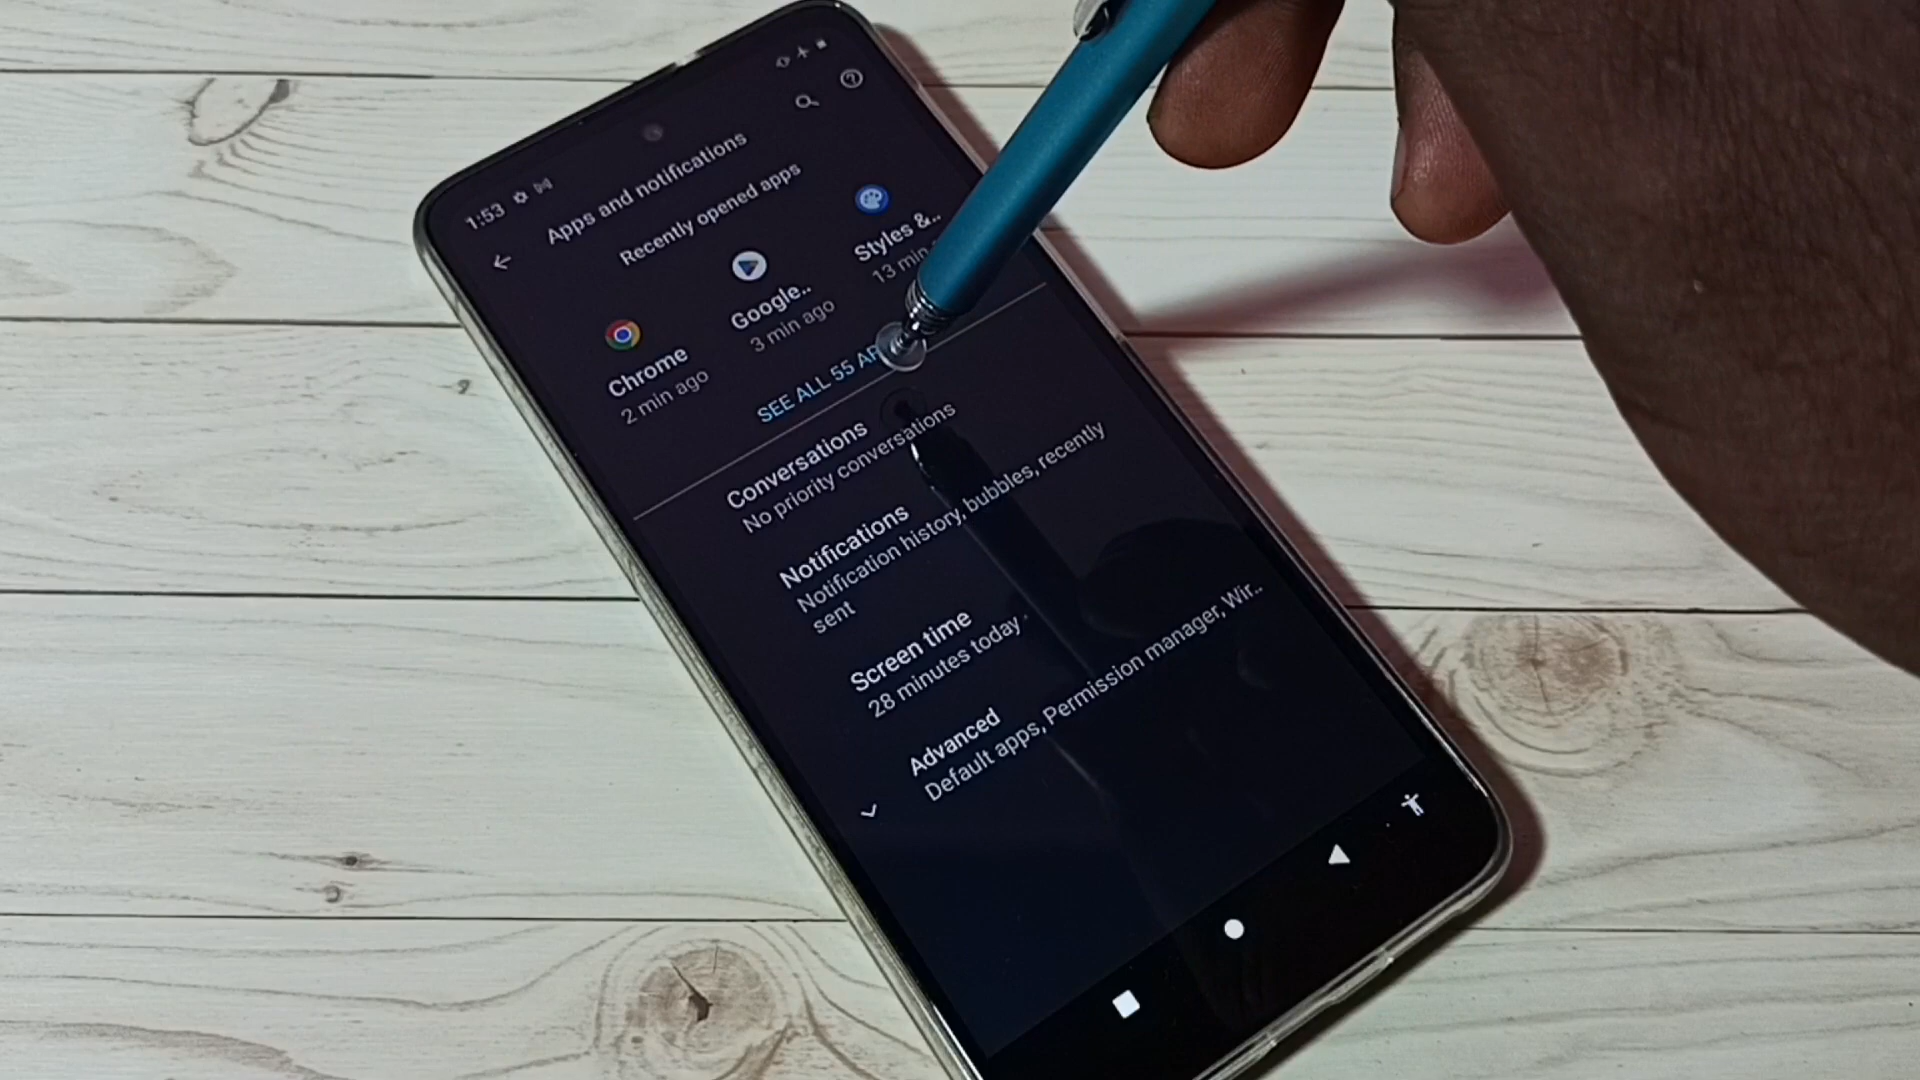 1:53
Apps and notifications
Recently opened apps
Chrome
2 min ago
Google..
3 min ago
Styles &..
13 min
SEE ALL 55
Conversations
No priority conversations
Notifications
Notification history, bubbles, recently
sent
Screen time
28 minutes today
Advanced
Default apps, Permission manager, Wir..